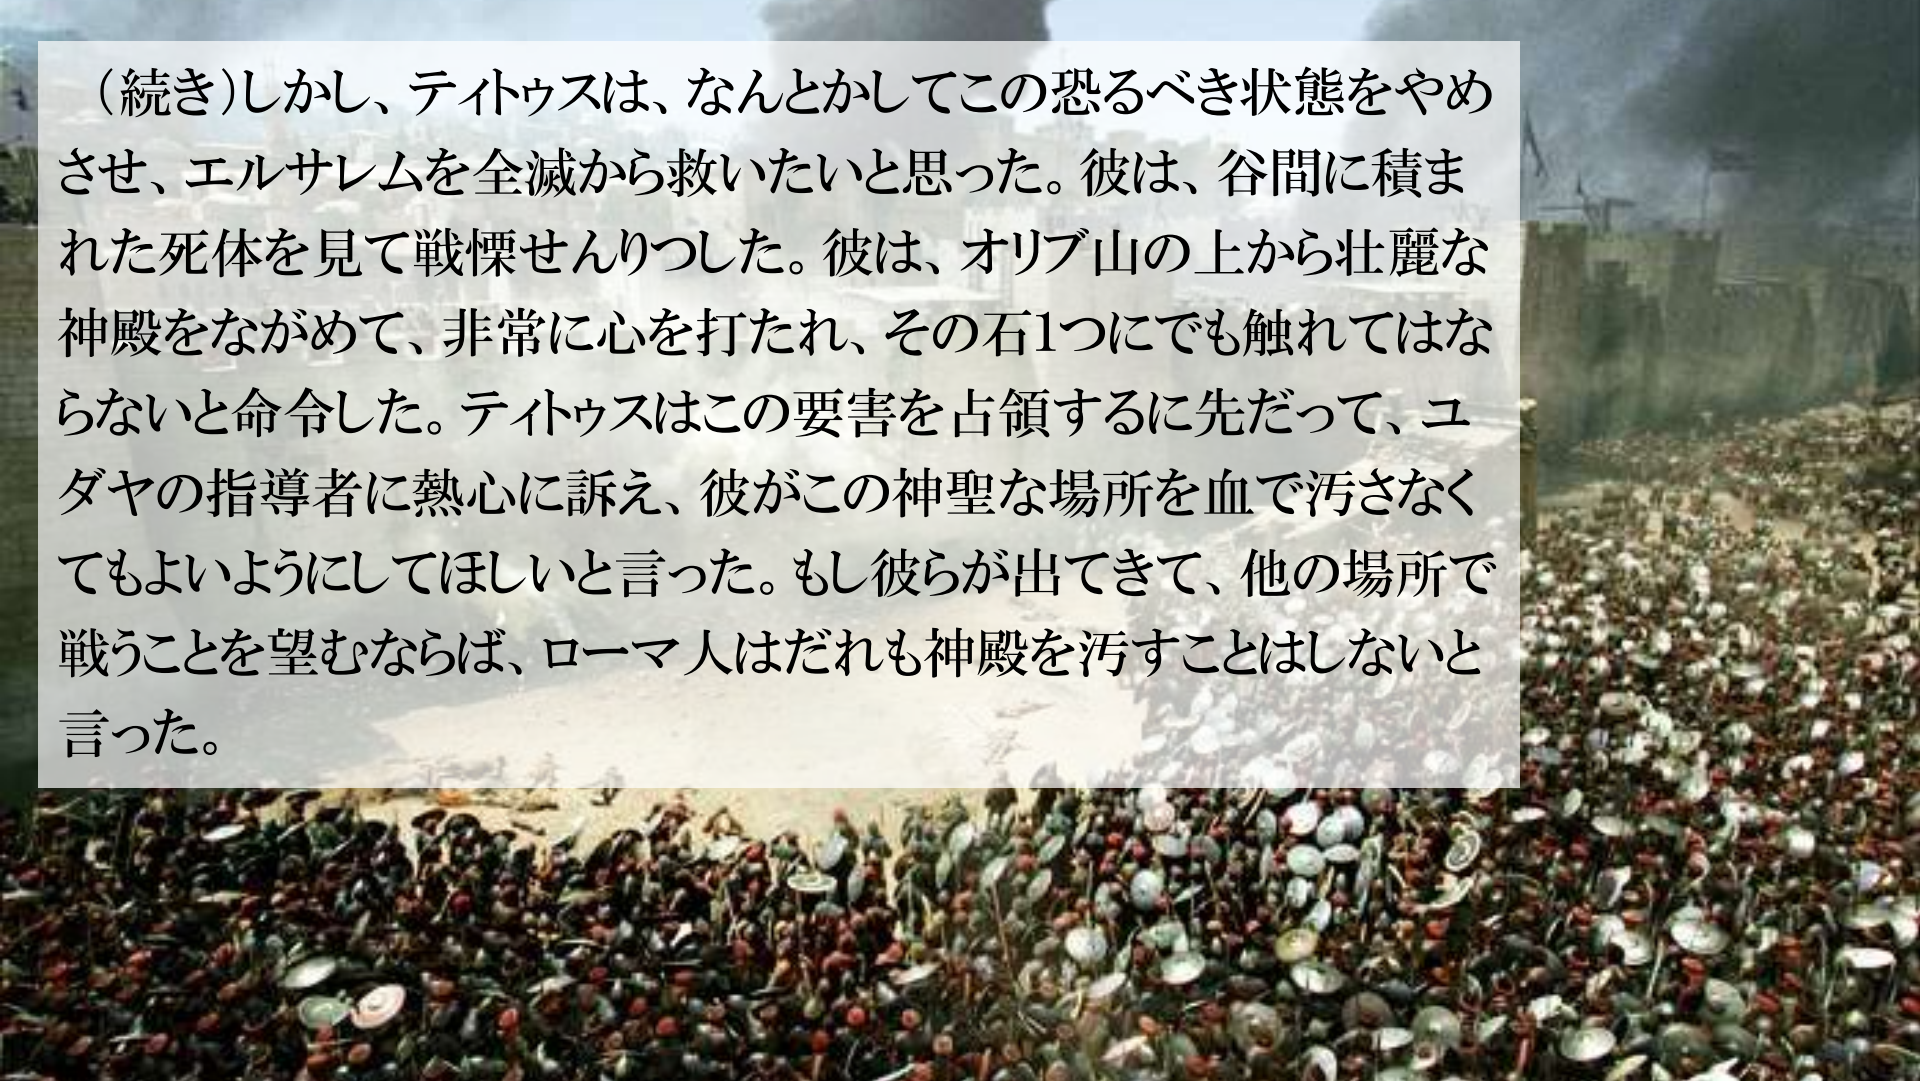 （続き）しかし、ティトゥスは、なんとかしてこの恐るべき状態をやめ
させ、エルサレムを全滅から救いたいと思った。彼は、谷間に積ま
れた死体を見て戦慄せんりつした。彼は、オリブ山の上から壮麗な
神殿をながめて、非常に心を打たれ、その石1つにでも触れてはな
らないと命令した。ティトゥスはこの要害を占領するに先だって、ユ
ダヤの指導者に熱心に訴え、彼がこの神聖な場所を血で汚さなく
てもよいようにしてほしいと言った。もし彼らが出てきて、他の場所で
戦うことを望むならば、ローマ人はだれも神殿を汚すことはしないと
言った。